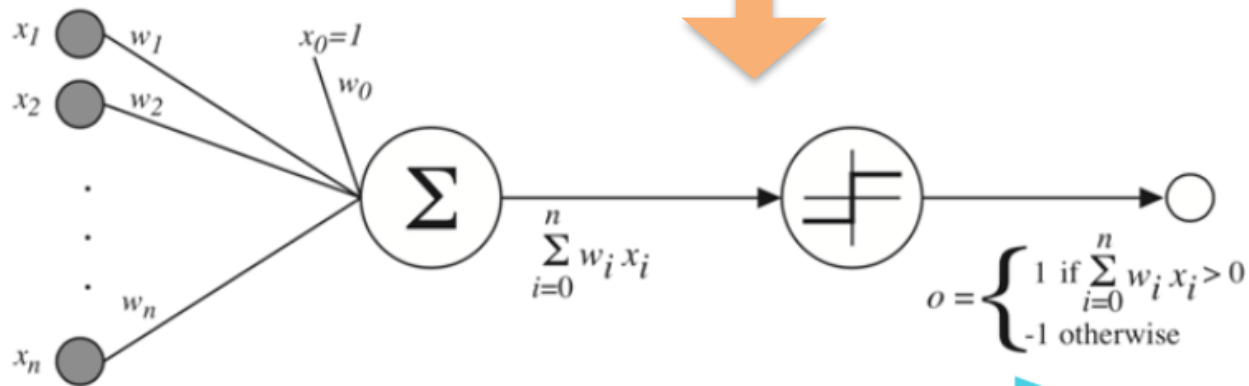 x1
w1
x0=1
w0
x2
w2
Σ
n
Σ wi xi
i=0
wn
xn
n
o = { 1 if Σ wi xi > 0
i=0
-1 otherwise